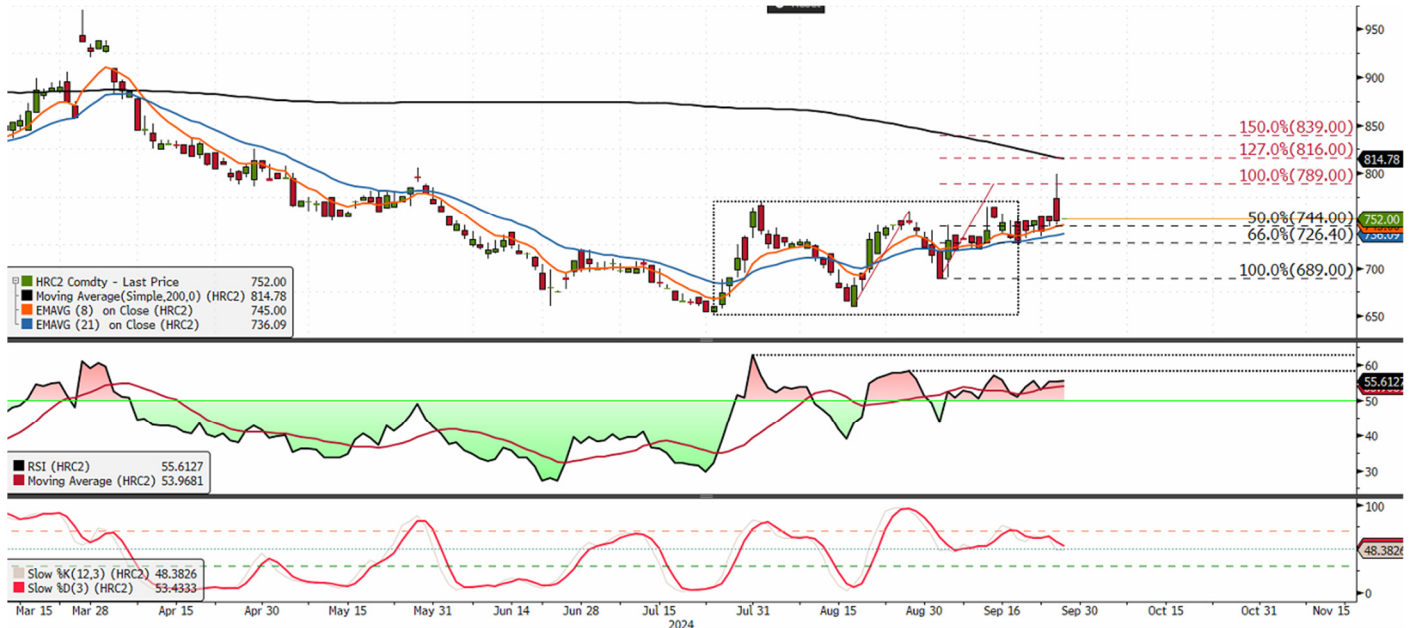 950
900
850
800
700
650
150.0%(839.00)
127.0%(816.00)
814.78
100.0%(789.00)
50.0%(744.00)
752.00
66.0%(726.40)
736.09
100.0%(689.00)
HRC2 Comdty - Last Price 752.00
Moving Average(Simple,200,0) (HRC2) 814.78
EMAVG (8) on Close (HRC2) 745.00
EMAVG (21) on Close (HRC2) 736.09
60
55.6127
50
40
30
RSI (HRC2) 55.6127
Moving Average (HRC2) 53.9681
100
48.3826
0
Slow %K(12,3) (HRC2) 48.3826
Slow %D(3) (HRC2) 53.4333
Mar 15 Mar 28 Apr 15 Apr 30 May 15 May 31 Jun 14 Jun 28 Jul 15 Jul 31 Aug 15 Aug 30 Sep 16 Sep 30 Oct 15 Oct 31 Nov 15
2024